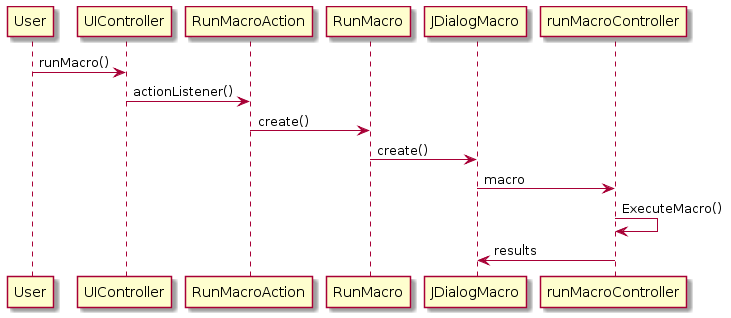 User UIController RunMacroAction RunMacro JDialogMacro runMacroController
runMacro()
actionListener()
create()
create()
macro
ExecuteMacro()
results
User UIController RunMacroAction RunMacro JDialogMacro runMacroController